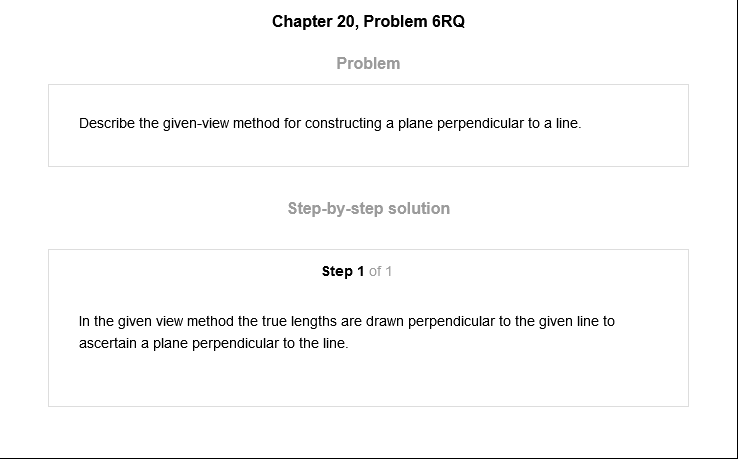 Chapter 20, Problem 6RQ
Problem
Describe the given-view method for constructing a plane perpendicular to a line.
Step-by-step solution
Step 1 of 1
In the given view method the true lengths are drawn perpendicular to the given line to
ascertain a plane perpendicular to the line.